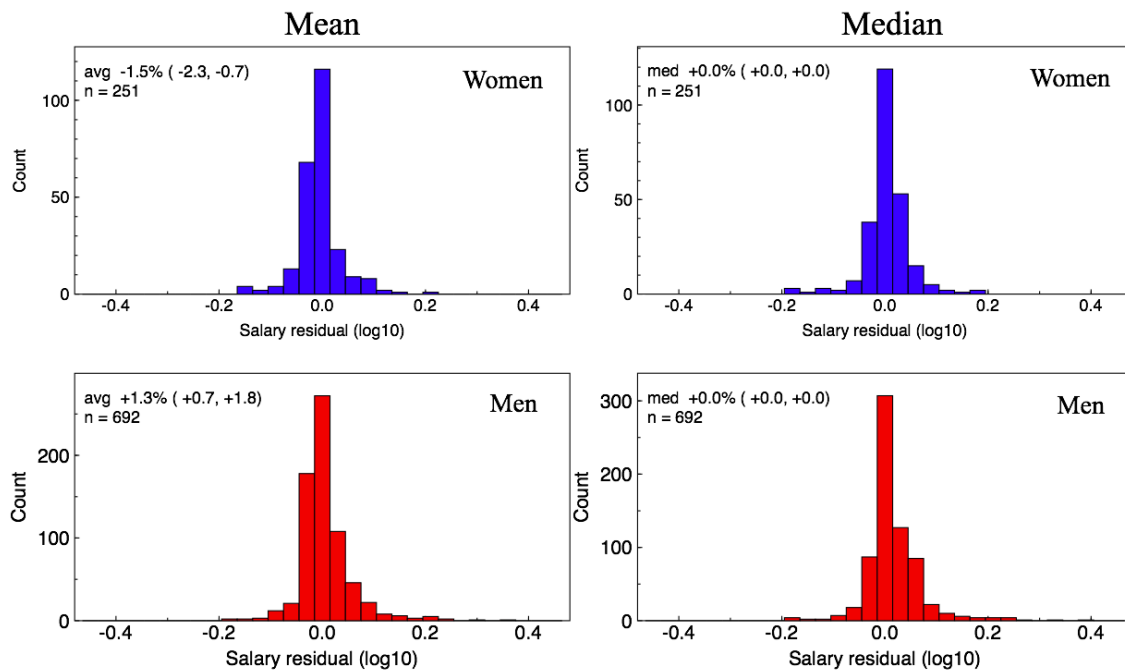 Mean
Median
avg -1.5% ( -2.3, -0.7)
n = 251
Women
Count
100
50
0
-0.4
-0.2
0.0
0.2
0.4
Salary residual (log10)
med +0.0% ( +0.0, +0.0)
n = 251
Women
Count
100
50
0
-0.4
-0.2
0.0
0.2
0.4
Salary residual (log10)
avg +1.3% ( +0.7, +1.8)
n = 692
Men
Count
200
100
0
-0.4
-0.2
0.0
0.2
0.4
Salary residual (log10)
med +0.0% ( +0.0, +0.0)
n = 692
Men
Count
300
200
100
0
-0.4
-0.2
0.0
0.2
0.4
Salary residual (log10)